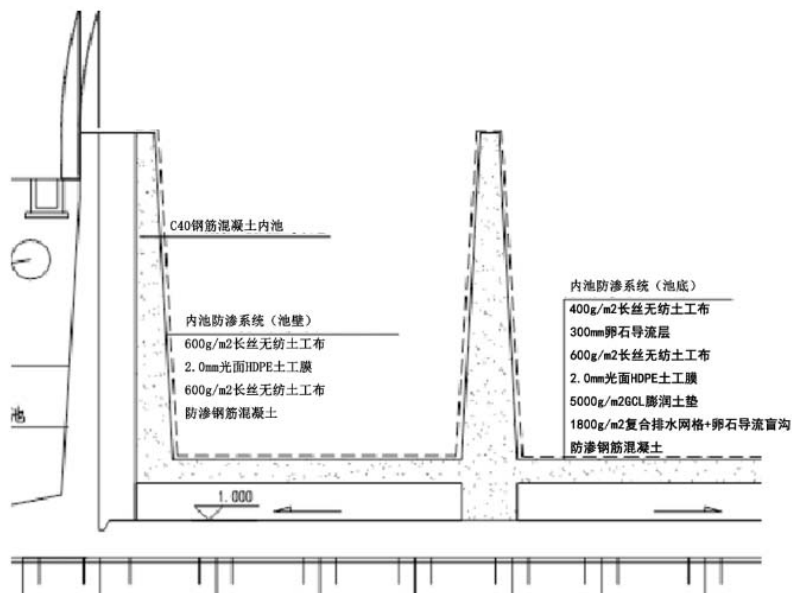 C40钢筋混凝土内池
内池防渗系统（池底）
400g/m2长丝无纺土工布
300mm卵石导流层
600g/m2长丝无纺土工布
2.0mm光面HDPE土工膜
5000g/m2GCL膨润土垫
1800g/m2复合排水网格+卵石导流盲沟
防渗钢筋混凝土
内池防渗系统（池壁）
600g/m2长丝无纺土工布
2.0mm光面HDPE土工膜
600g/m2长丝无纺土工布
防渗钢筋混凝土
池
1.000